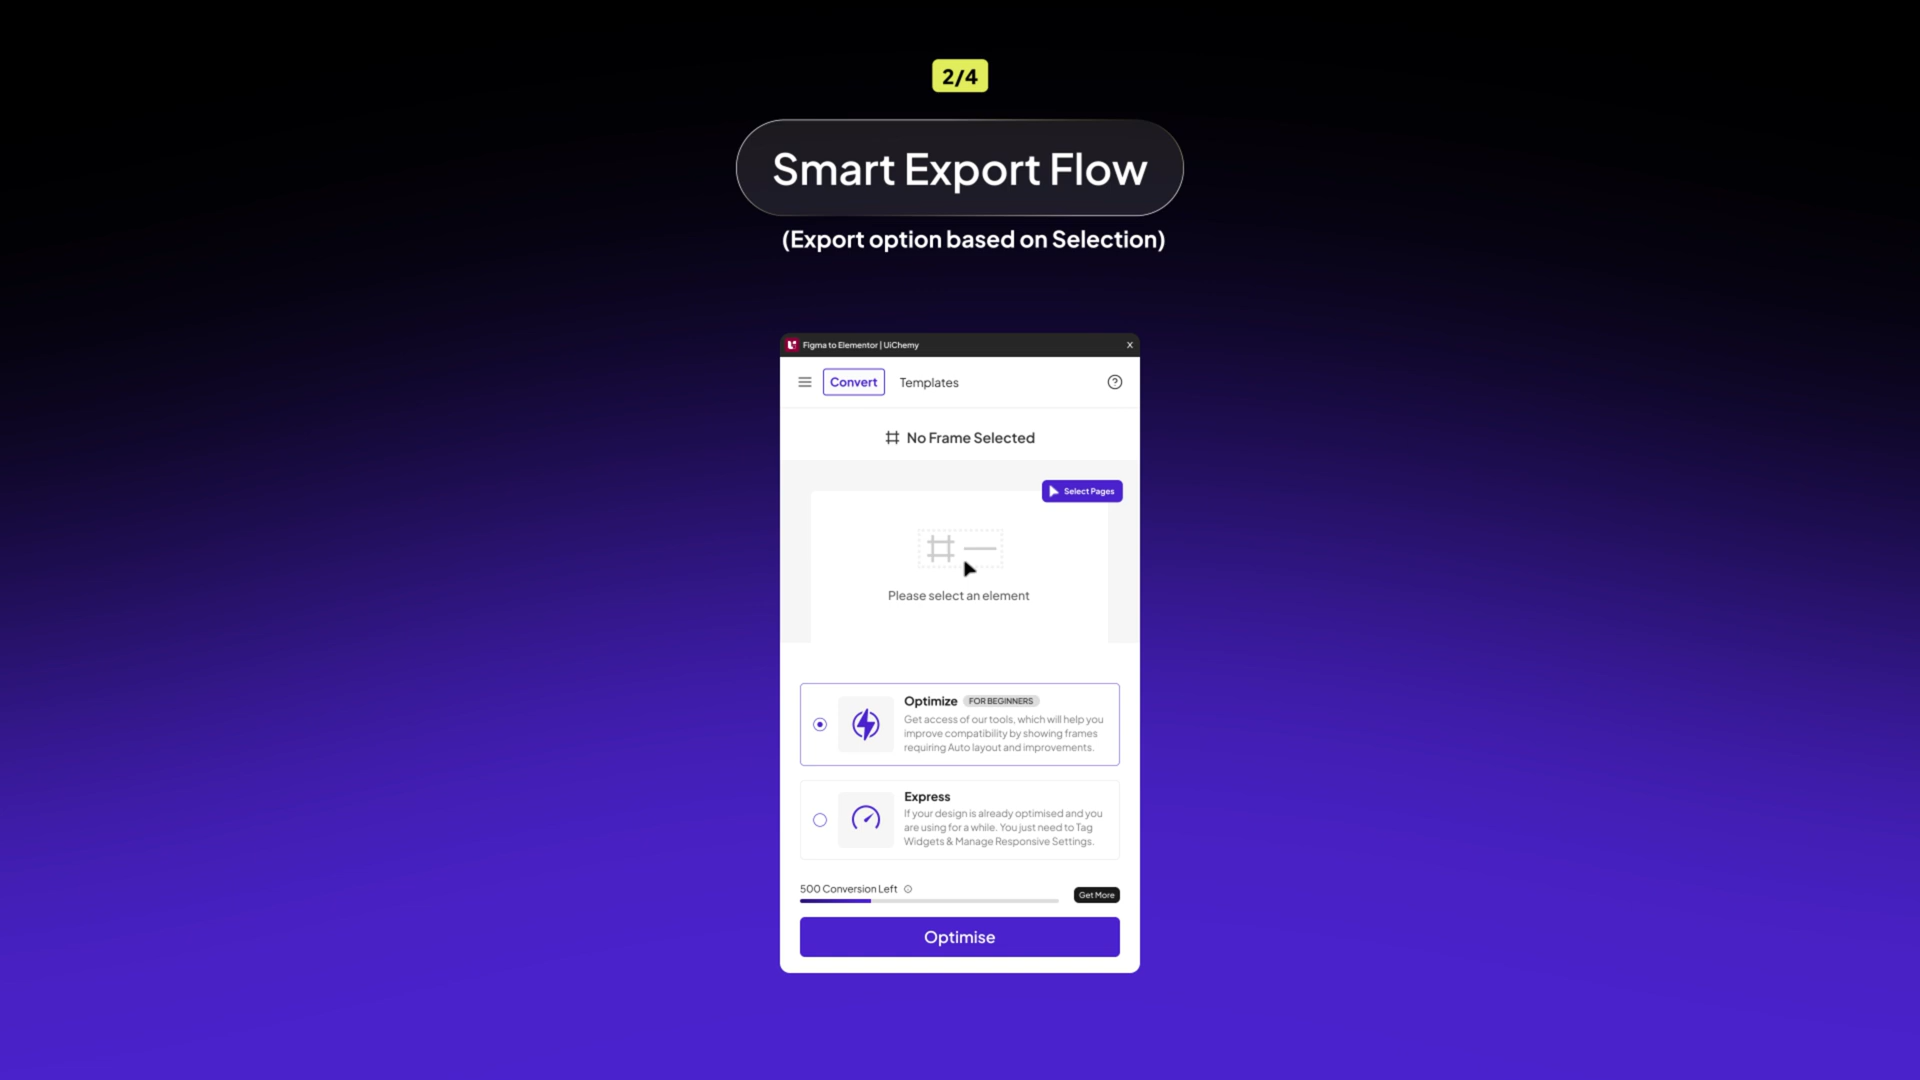 2/4
Smart Export Flow
(Export option based on Selection)
Figma to Elementor | UiChemy
X
Convert
Templates
No Frame Selected
Select Pages
Please select an element
Optimize FOR BEGINNERS
Get access of our tools, which will help you
improve compatibility by showing frames
requiring Auto layout and improvements.
Express
If your design is already optimised and you
are using for a while. You just need to Tag
Widgets & Manage Responsive Settings.
500 Conversion Left
Get More
Optimise